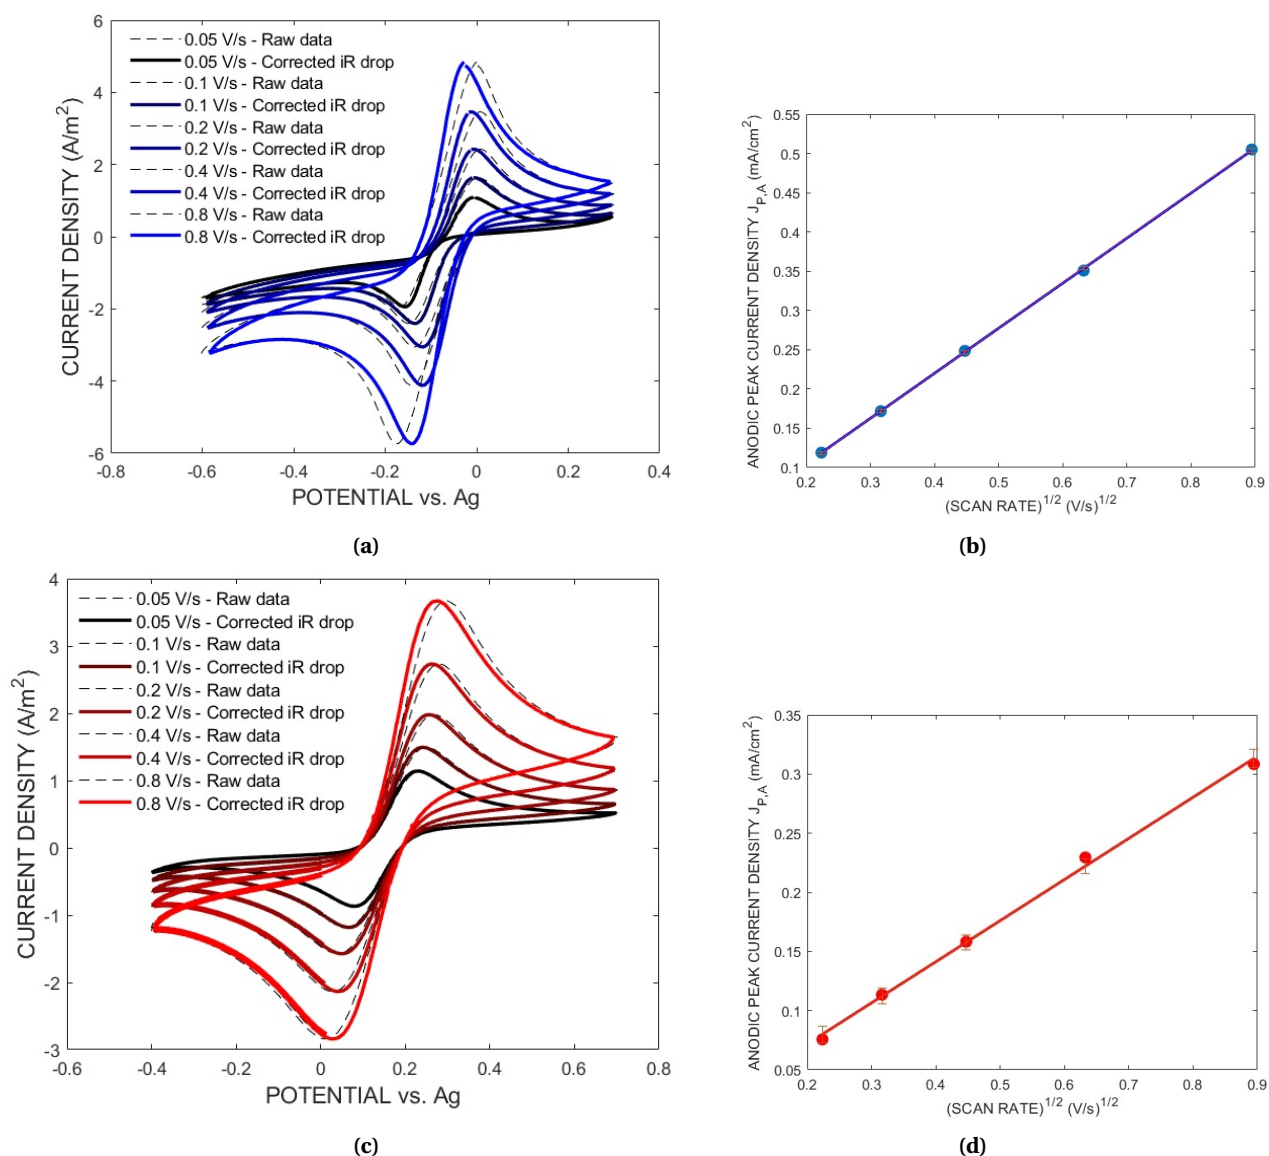 6
4
2
0
-2
-4
-6
CURRENT DENSITY (A/m²)
0.05 V/s - Raw data
0.05 V/s - Corrected iR drop
0.1 V/s - Raw data
0.1 V/s - Corrected iR drop
0.2 V/s - Raw data
0.2 V/s - Corrected iR drop
0.4 V/s - Raw data
0.4 V/s - Corrected iR drop
0.8 V/s - Raw data
0.8 V/s - Corrected iR drop
-0.8 -0.6 -0.4 -0.2 0 0.2 0.4
POTENTIAL vs. Ag
(a)
0.55
0.5
0.45
0.4
0.35
0.3
0.25
0.2
0.15
0.1
ANODIC PEAK CURRENT DENSITY J_P,A (mA/cm²)
0.2 0.3 0.4 0.5 0.6 0.7 0.8 0.9
(SCAN RATE)^1/2 (V/s)^1/2
(b)
4
3
2
1
0
-1
-2
-3
CURRENT DENSITY (A/m²)
0.05 V/s - Raw data
0.05 V/s - Corrected iR drop
0.1 V/s - Raw data
0.1 V/s - Corrected iR drop
0.2 V/s - Raw data
0.2 V/s - Corrected iR drop
0.4 V/s - Raw data
0.4 V/s - Corrected iR drop
0.8 V/s - Raw data
0.8 V/s - Corrected iR drop
-0.6 -0.4 -0.2 0 0.2 0.4 0.6 0.8
POTENTIAL vs. Ag
(c)
0.35
0.3
0.25
0.2
0.15
0.1
0.05
ANODIC PEAK CURRENT DENSITY J_P,A (mA/cm²)
0.2 0.3 0.4 0.5 0.6 0.7 0.8 0.9
(SCAN RATE)^1/2 (V/s)^1/2
(d)